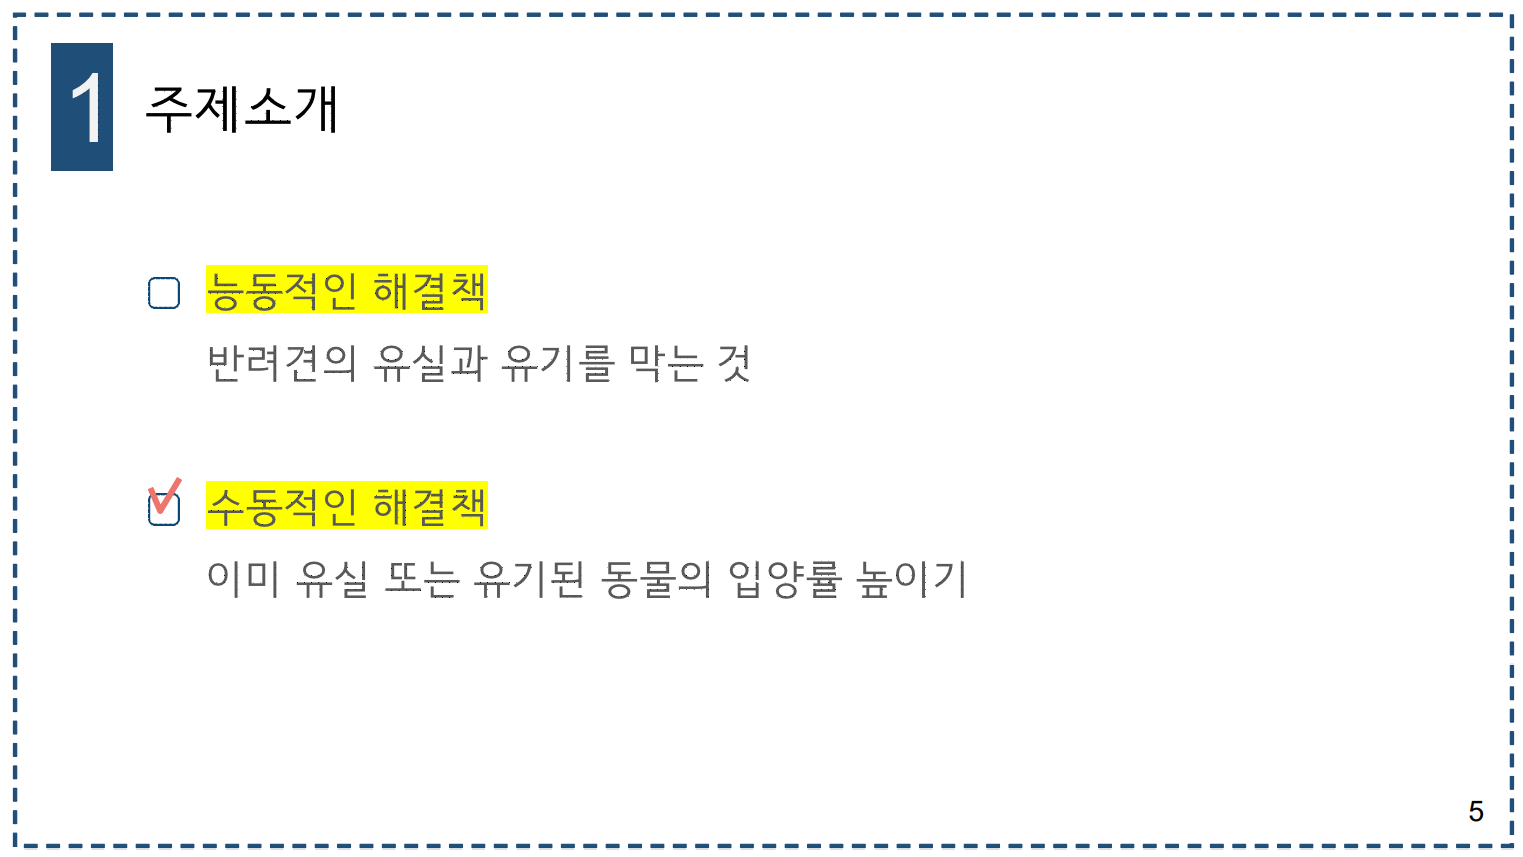 1
주제소개
능동적인 해결책
반려견의 유실과 유기를 막는 것
수동적인 해결책
이미 유실 또는 유기된 동물의 입양률 높이기
5